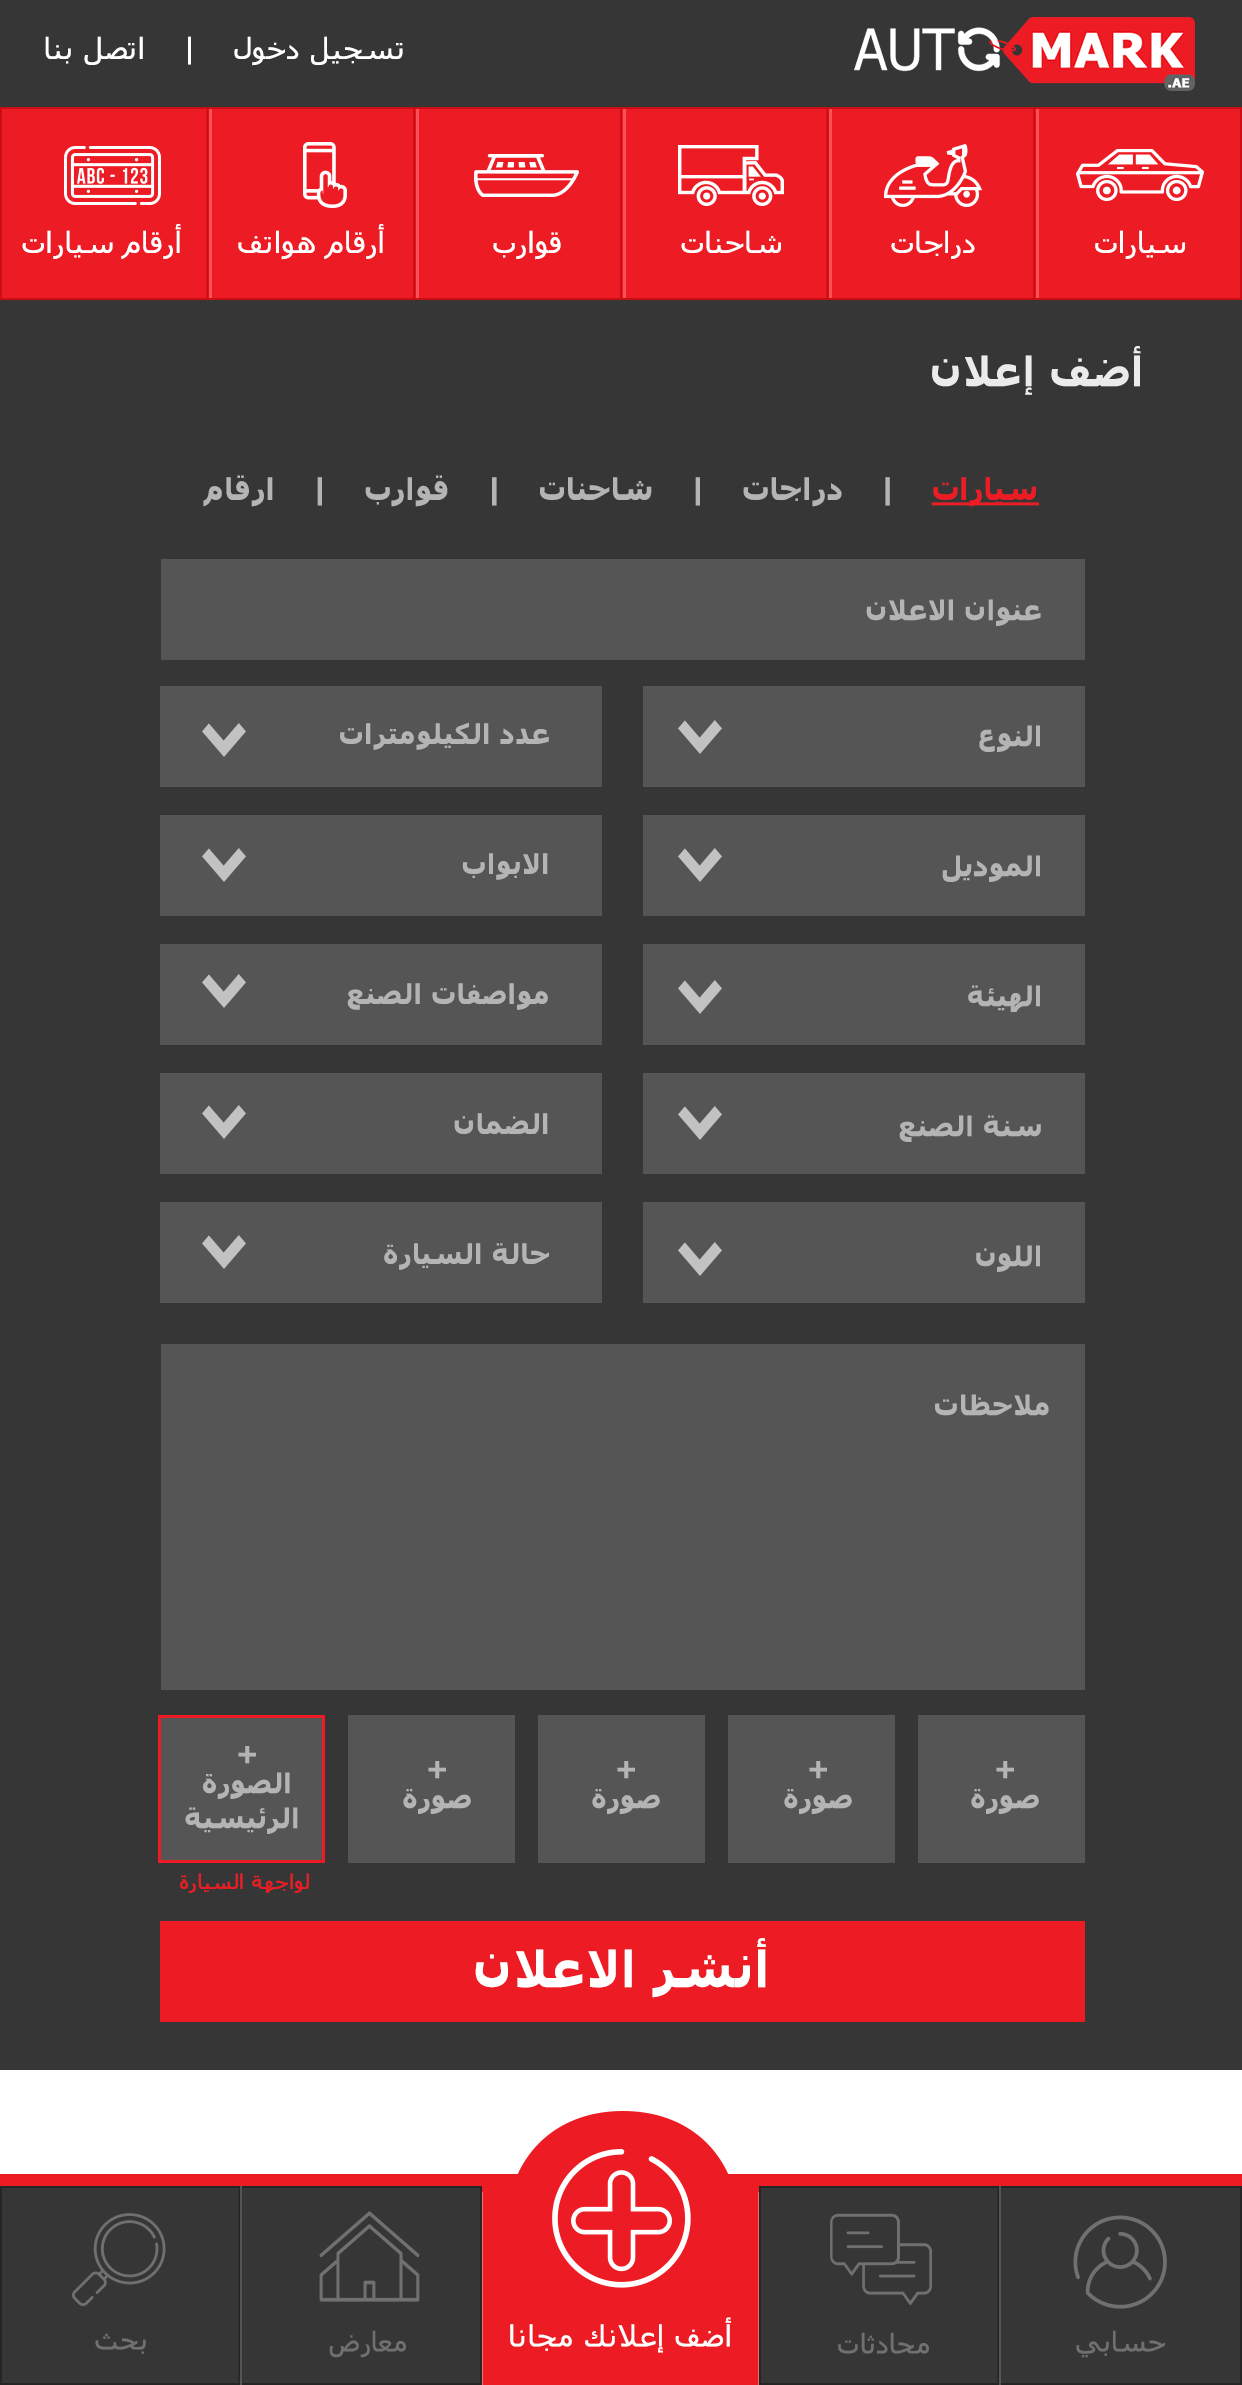 AUTO MARK
.AE
تسجيل دخول | اتصل بنا
سيارات
دراجات
شاحنات
قوارب
أرقام هواتف
ABC - 123
أرقام سيارات
أضف إعلان
سيارات | دراجات | شاحنات | قوارب | ارقام
عنوان الاعلان
النوع
عدد الكيلومترات
الموديل
الابواب
الهيئة
مواصفات الصنع
سنة الصنع
الضمان
اللون
حالة السيارة
ملاحظات
+
صورة
+
صورة
+
صورة
+
صورة
+
الصورة
الرئيسية
لواجهة السيارة
أنشر الاعلان
حسابي
محادثات
أضف إعلانك مجانا
معارض
بحث